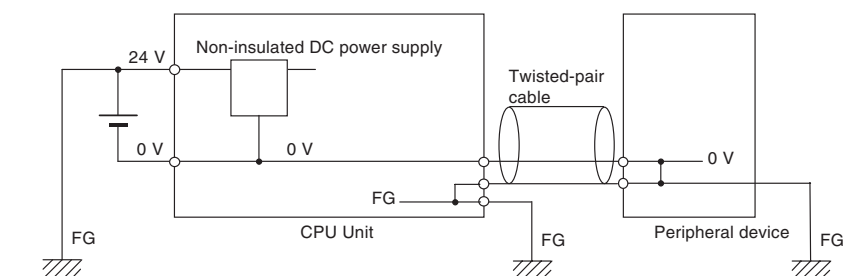 Non-insulated DC power supply
24 V
Twisted-pair
cable
0 V
0 V
0 V
FG
CPU Unit
Peripheral device
FG
FG
FG